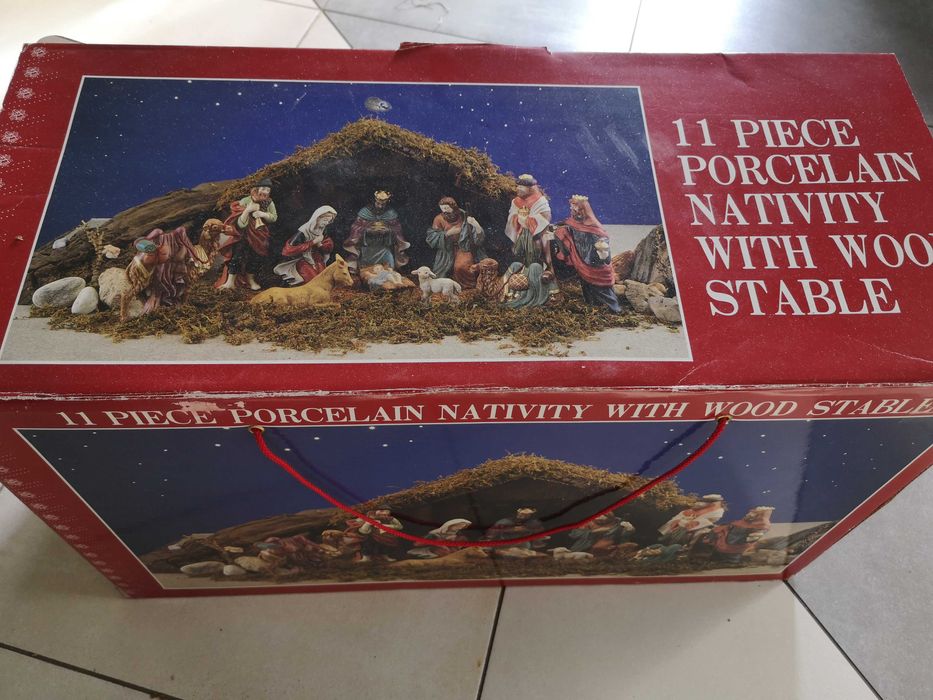 11 PIECE
PORCELAIN
NATIVITY
WITH WOO
STABLE
11 PIECE PORCELAIN NATIVITY WITH WOOD STABLE